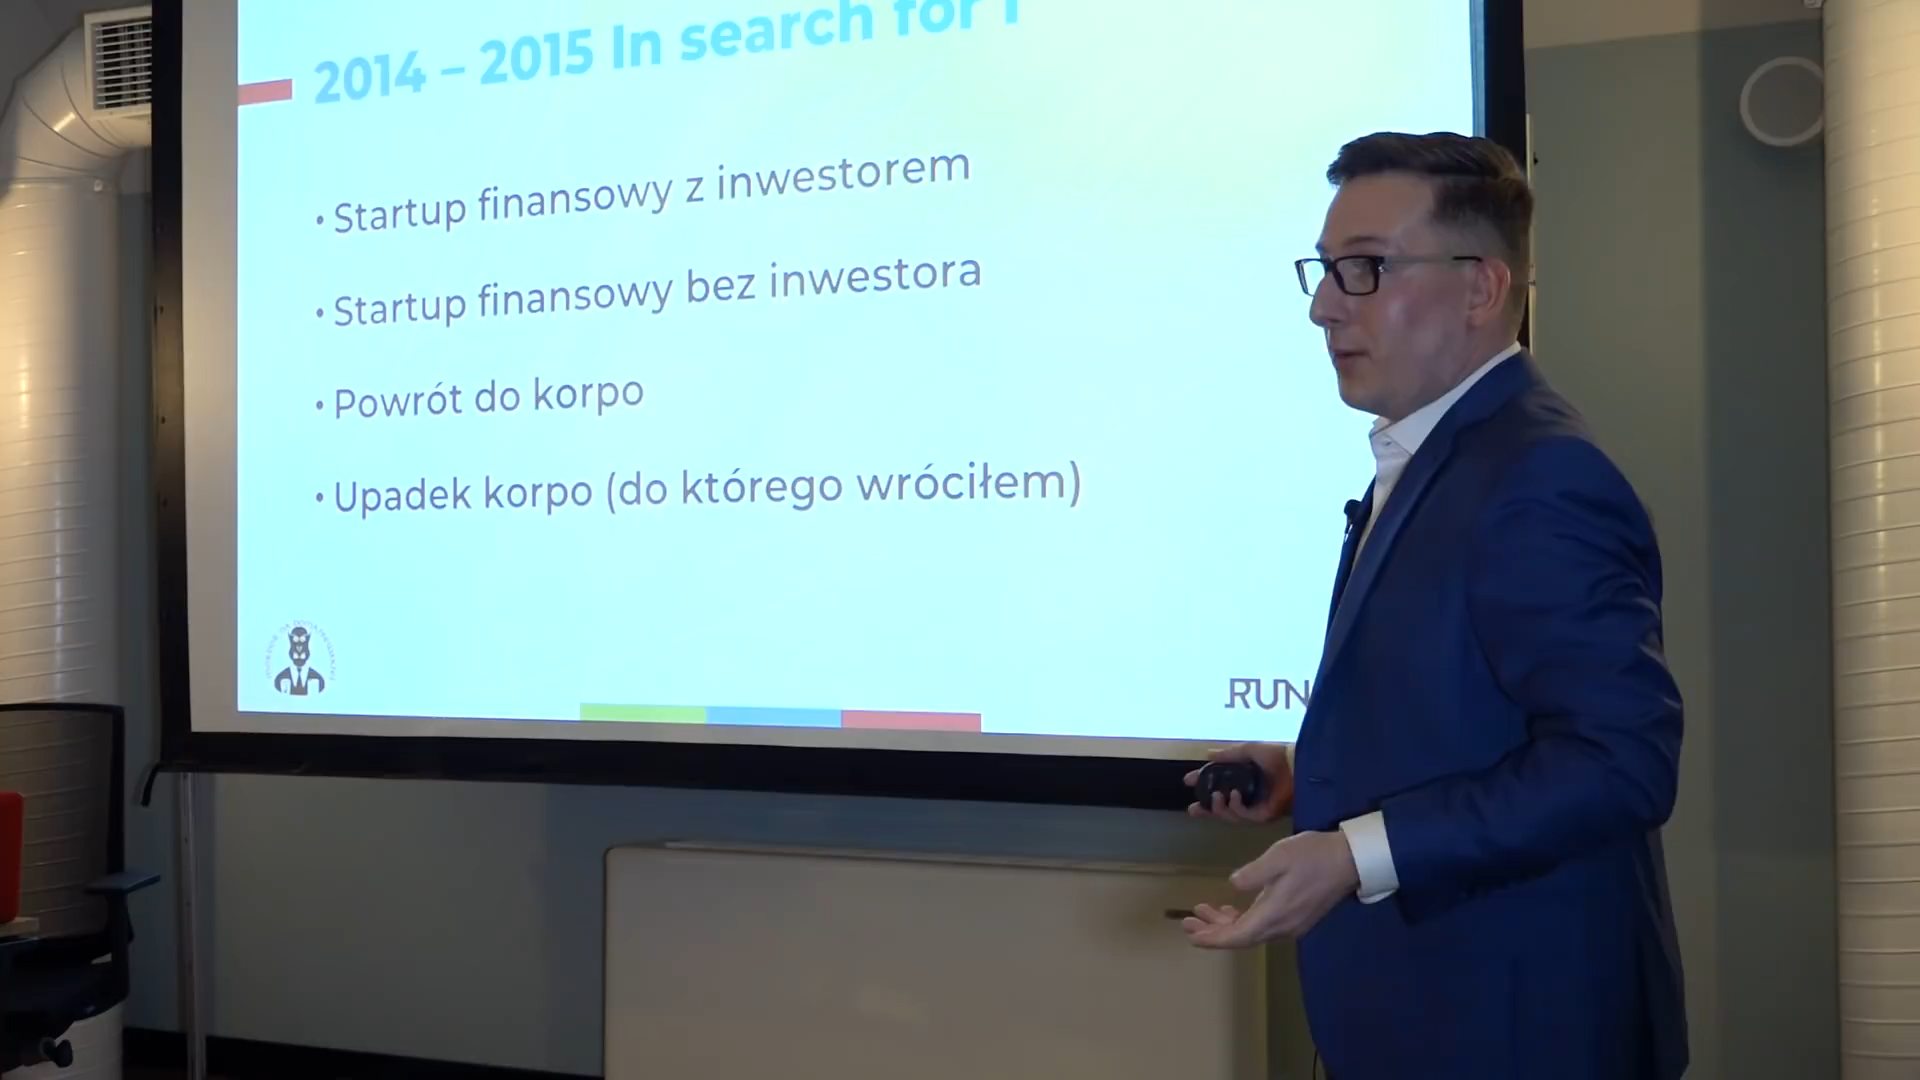 2014 – 2015 In search for
• Startup finansowy z inwestorem
• Startup finansowy bez inwestora
• Powrót do korpo
• Upadek korpo (do którego wróciłem)
RUN